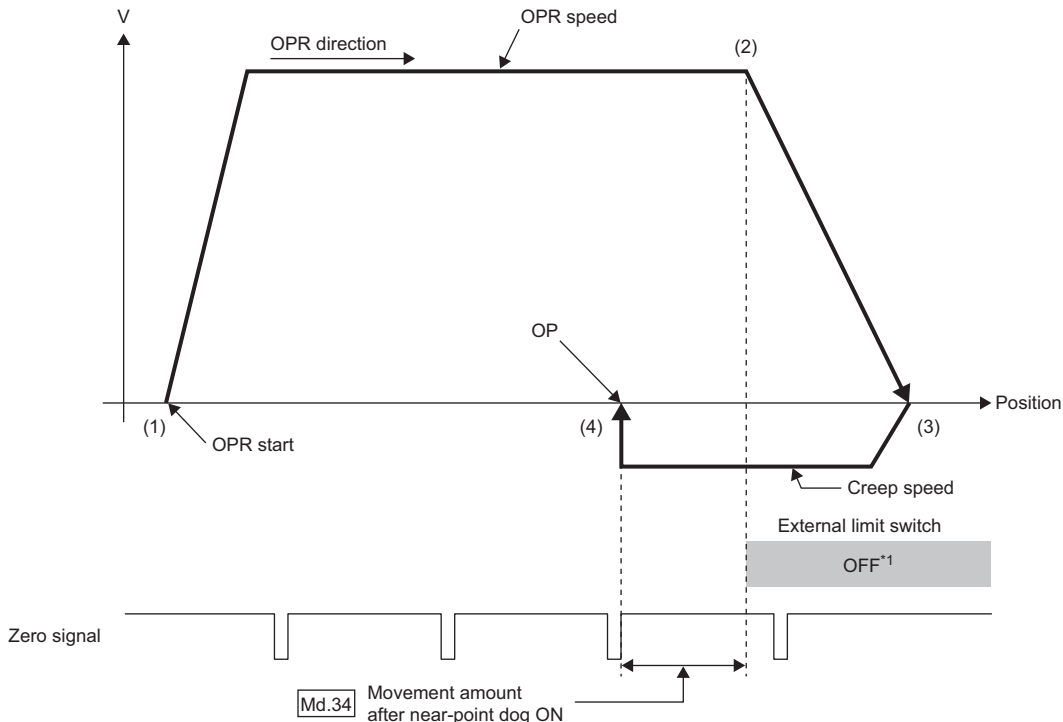 V
OPR speed
OPR direction
(2)
OP
Position
(1)
(4)
(3)
OPR start
Creep speed
External limit switch
OFF*1
Zero signal
Md.34 Movement amount
after near-point dog ON